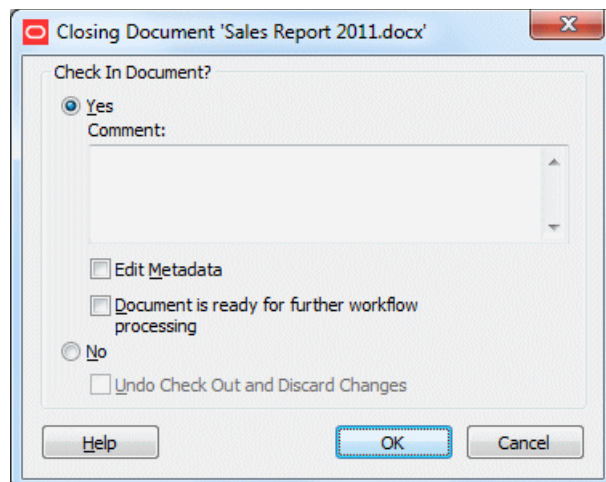 Closing Document 'Sales Report 2011.docx'
Check In Document?
Yes
Comment:
Edit Metadata
Document is ready for further workflow
processing
No
Undo Check Out and Discard Changes
Help OK Cancel